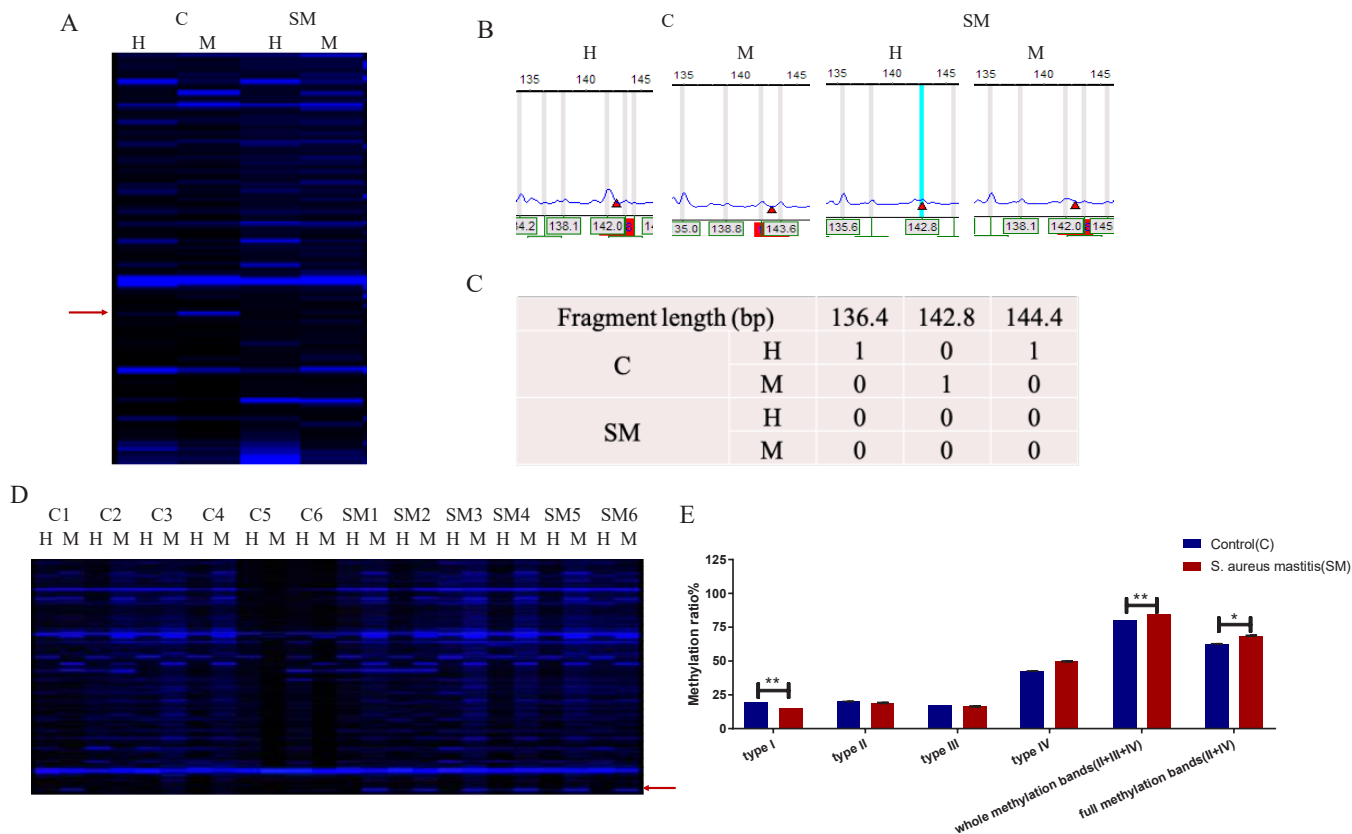 A
C SM
H M H M
B
C SM
H M H M
135 140 145
135 140 145
140
135 140 145
138.1 142.0
35.0 138.8 143.6
135.6 142.8
138.1 142.0 145
C
Fragment length (bp) 136.4 142.8 144.4
C H 1 0 1
M 0 1 0
SM H 0 0 0
M 0 0 0
D
C1 C2 C3 C4 C5 C6 SM1 SM2 SM3 SM4 SM5 SM6
H M H M H M H M H M H M H M H M H M H M H M H M
E
Control(C)
S. aureus mastitis(SM)
Methylation ratio%
125
100
75
50
25
0
** ** *
type I
type II
type III
type IV
whole methylation bands(II+III+IV)
full methylation bands(II+IV)